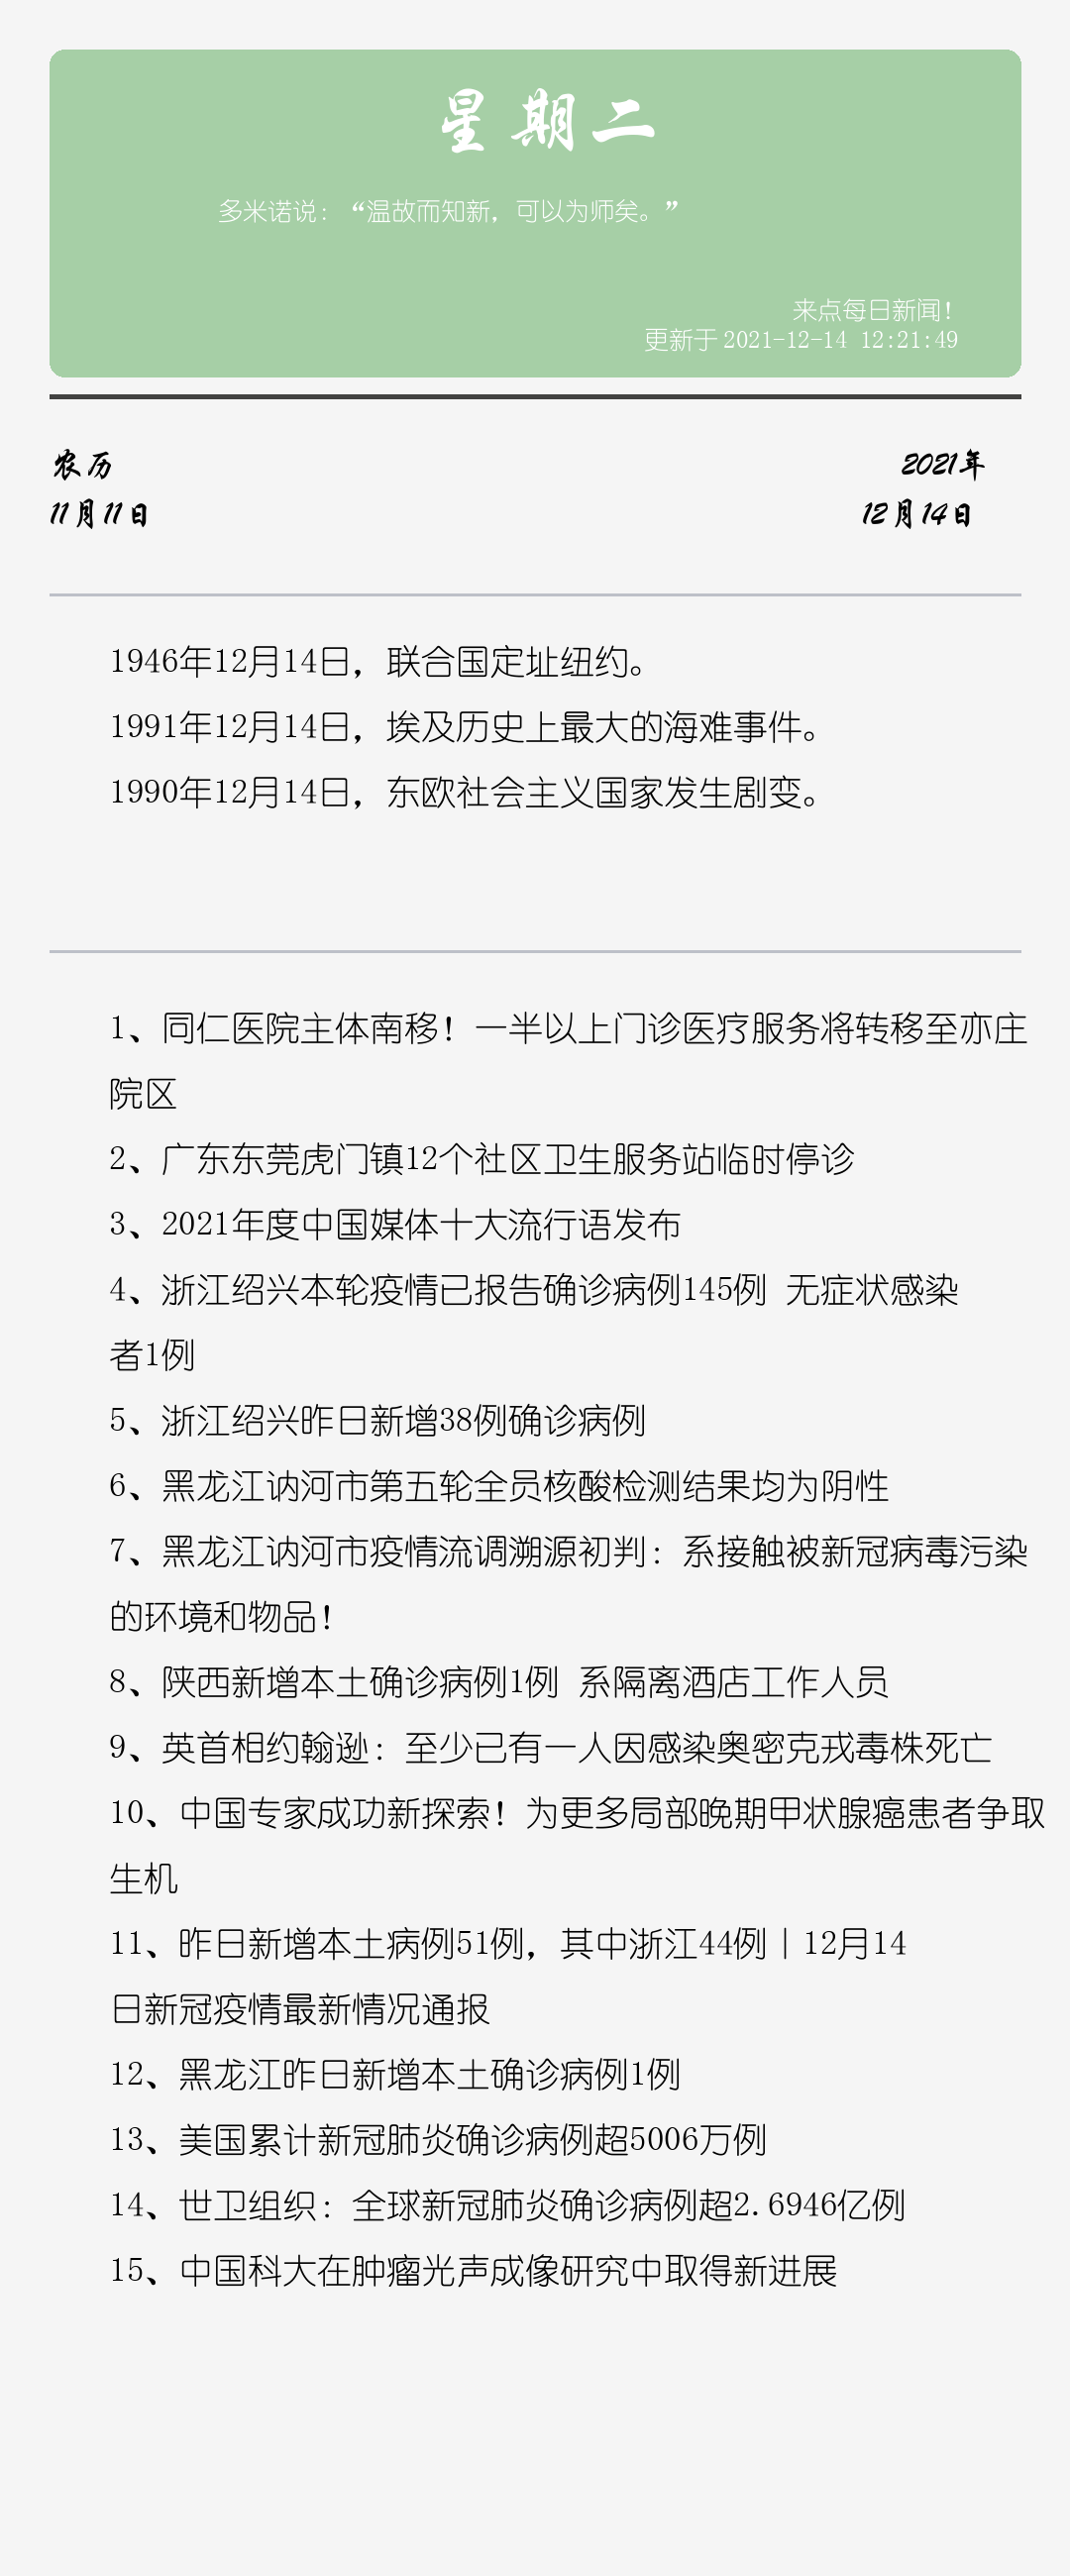 星期二
多米诺说：“温故而知新，可以为师矣。”
来点每日新闻！
更新于 2021-12-14 12:21:49
农历
2021年
11月11日
12月14日
1946年12月14日，联合国定址纽约。
1991年12月14日，埃及历史上最大的海难事件。
1990年12月14日，东欧社会主义国家发生剧变。
1、同仁医院主体南移！一半以上门诊医疗服务将转移至亦庄
院区
2、广东东莞虎门镇12个社区卫生服务站临时停诊
3、2021年度中国媒体十大流行语发布
4、浙江绍兴本轮疫情已报告确诊病例145例 无症状感染
者1例
5、浙江绍兴昨日新增38例确诊病例
6、黑龙江讷河市第五轮全员核酸检测结果均为阴性
7、黑龙江讷河市疫情流调溯源初判：系接触被新冠病毒污染
的环境和物品！
8、陕西新增本土确诊病例1例 系隔离酒店工作人员
9、英首相约翰逊：至少已有一人因感染奥密克戎毒株死亡
10、中国专家成功新探索！为更多局部晚期甲状腺癌患者争取
生机
11、昨日新增本土病例51例，其中浙江44例丨12月14
日新冠疫情最新情况通报
12、黑龙江昨日新增本土确诊病例1例
13、美国累计新冠肺炎确诊病例超5006万例
14、世卫组织：全球新冠肺炎确诊病例超2.6946亿例
15、中国科大在肿瘤光声成像研究中取得新进展